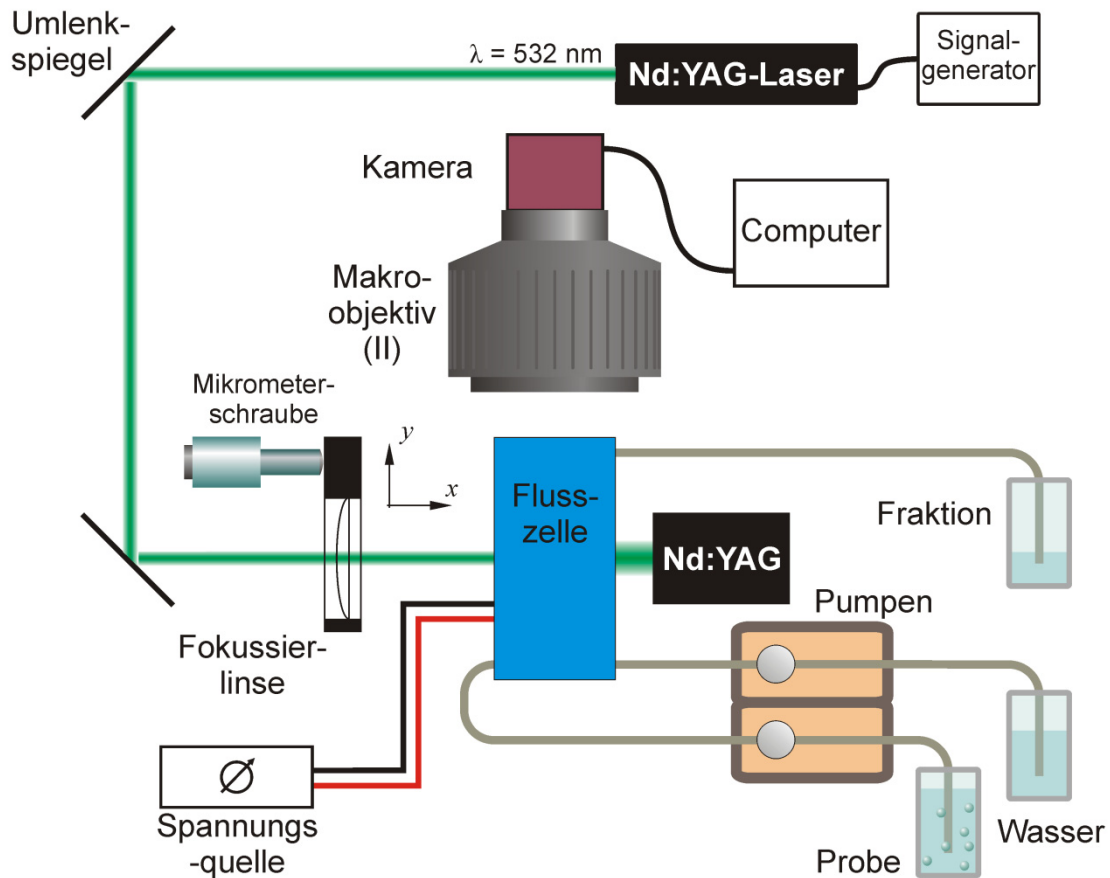 Umlenk-
spiegel
λ = 532 nm
Nd:YAG-Laser
Signal-
generator
Kamera
Computer
Makro-
objektiv
(II)
Mikrometer-
schraube
y
x
Fluss-
zelle
Fraktion
Nd:YAG
Pumpen
Fokussier-
linse
Spannungs
-quelle
Wasser
Probe